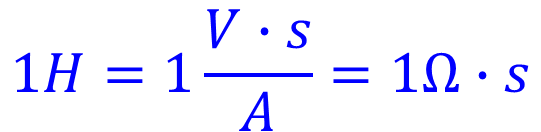 1H = 1 V · s / A = 1Ω · s